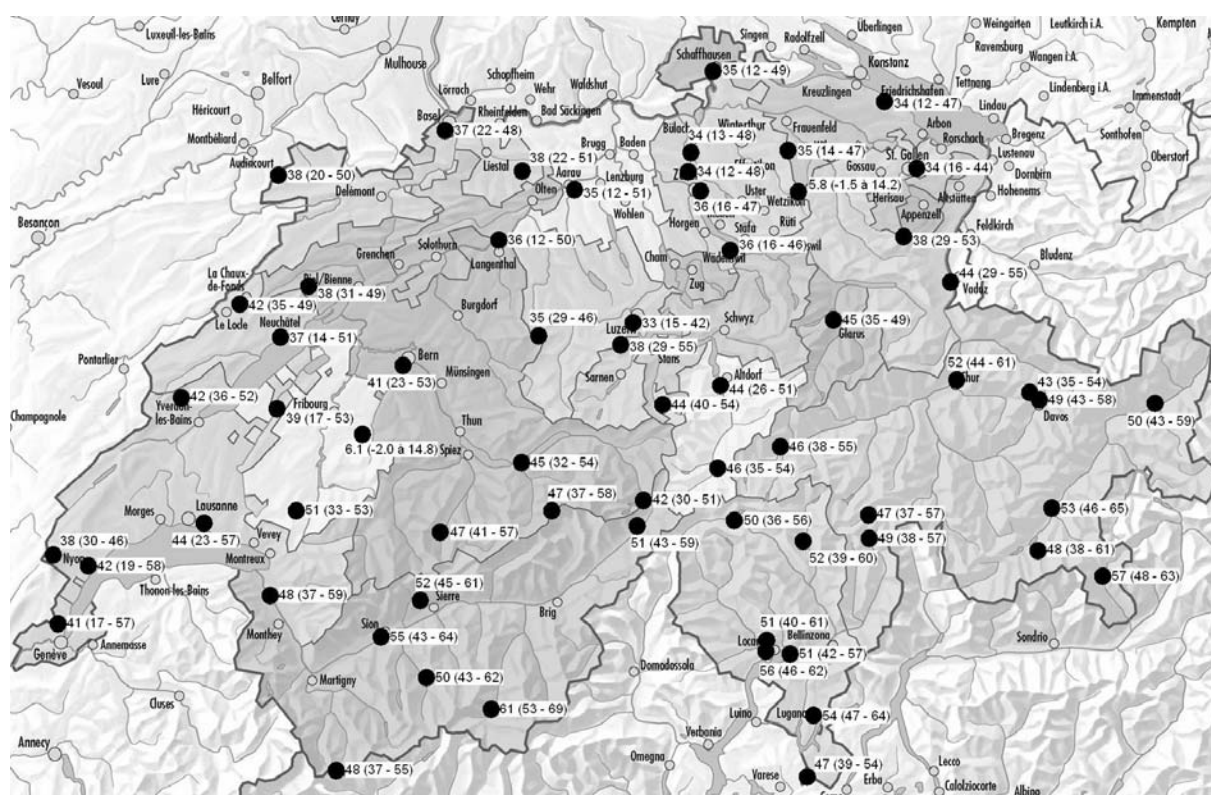 Luxeuil-les-Bains
Cernay
Mulhouse
Singen
Radolfzell
Überlingen
Weingarten
Leutkirch i.A.
Kempten
Ravensburg
Wangen i.A.
Vesoul
Lure
Belfort
Schopfheim
Wehr
Waldshut
Schaffhausen
35 (12 - 49)
Konstanz
Tettnang
Lindenberg i.A.
Immenstadt
Héricourt
Lörrach
Rheinfelden
Bad Säckingen
Kreuzlingen
Friedrichshafen
34 (12 - 47)
Lindau
Montbéliard
Audincourt
Basel
37 (22 - 48)
Bülach
Winterthur
34 (13 - 48)
Frauenfeld
Arbon
Rorschach
Bregenz
Sonthofen
38 (20 - 50)
Liestal
38 (22 - 51)
Brugg
Baden
35 (14 - 47)
Gossau
St. Gallen
34 (16 - 44)
Lustenau
Dornbirn
Oberstorf
Delémont
Olten
Aarau
35 (12 - 51)
Lenzburg
34 (12 - 48)
Uster
Wetzikon
5.8 (-1.5 à 14.2)
Herisau
Altstätten
Hohenems
Besançon
Wohlen
36 (16 - 47)
Appenzell
Solothurn
Grenchen
36 (12 - 50)
Langenthal
Horgen
Stäfa
Rüti
38 (29 - 53)
Feldkirch
La Chaux-
de-Fonds
Biel/Bienne
38 (31 - 49)
Cham
Zug
Wädenswil
36 (16 - 46)
Bludenz
42 (35 - 49)
Le Locle
Burgdorf
44 (29 - 55)
Vaduz
Neuchâtel
37 (14 - 51)
35 (29 - 46)
Luzern
33 (15 - 42)
Schwyz
45 (35 - 49)
Glarus
Pontarlier
Bern
41 (23 - 53)
Münsingen
38 (29 - 55)
Stans
Sarnen
Altdorf
44 (26 - 51)
52 (44 - 61)
43 (35 - 54)
49 (43 - 58)
Davos
Champagnole
42 (36 - 52)
Yverdon-
les-Bains
Fribourg
39 (17 - 53)
Thun
44 (40 - 54)
50 (43 - 59)
6.1 (-2.0 à 14.8)
Spiez
45 (32 - 54)
46 (38 - 55)
46 (35 - 54)
Morges
Lausanne
44 (23 - 57)
51 (33 - 53)
47 (37 - 58)
42 (30 - 51)
50 (36 - 56)
47 (37 - 57)
53 (46 - 65)
38 (30 - 46)
Nyon
42 (19 - 58)
Vevey
Montreux
47 (41 - 57)
51 (43 - 59)
52 (39 - 60)
49 (38 - 57)
48 (38 - 61)
Thonon-les-Bains
52 (45 - 61)
Sierre
57 (48 - 63)
48 (37 - 59)
Brig
41 (17 - 57)
Genève
Annemasse
Monthey
Sion
55 (43 - 64)
51 (40 - 61)
Bellinzona
51 (42 - 57)
56 (46 - 62)
Sondrio
Domodossola
Cluses
Martigny
50 (43 - 62)
61 (53 - 69)
Luino
Lugano
54 (47 - 64)
Verbania
Annecy
48 (37 - 55)
Omegna
Varese
47 (39 - 54)
Erba
Lecco
Calolziocorte
Albino